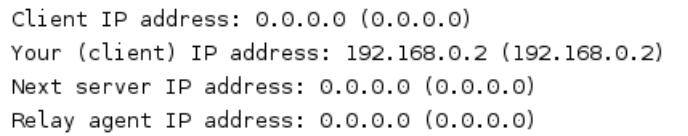 Client IP address: 0.0.0.0 (0.0.0.0)
Your (client) IP address: 192.168.0.2 (192.168.0.2)
Next server IP address: 0.0.0.0 (0.0.0.0)
Relay agent IP address: 0.0.0.0 (0.0.0.0)